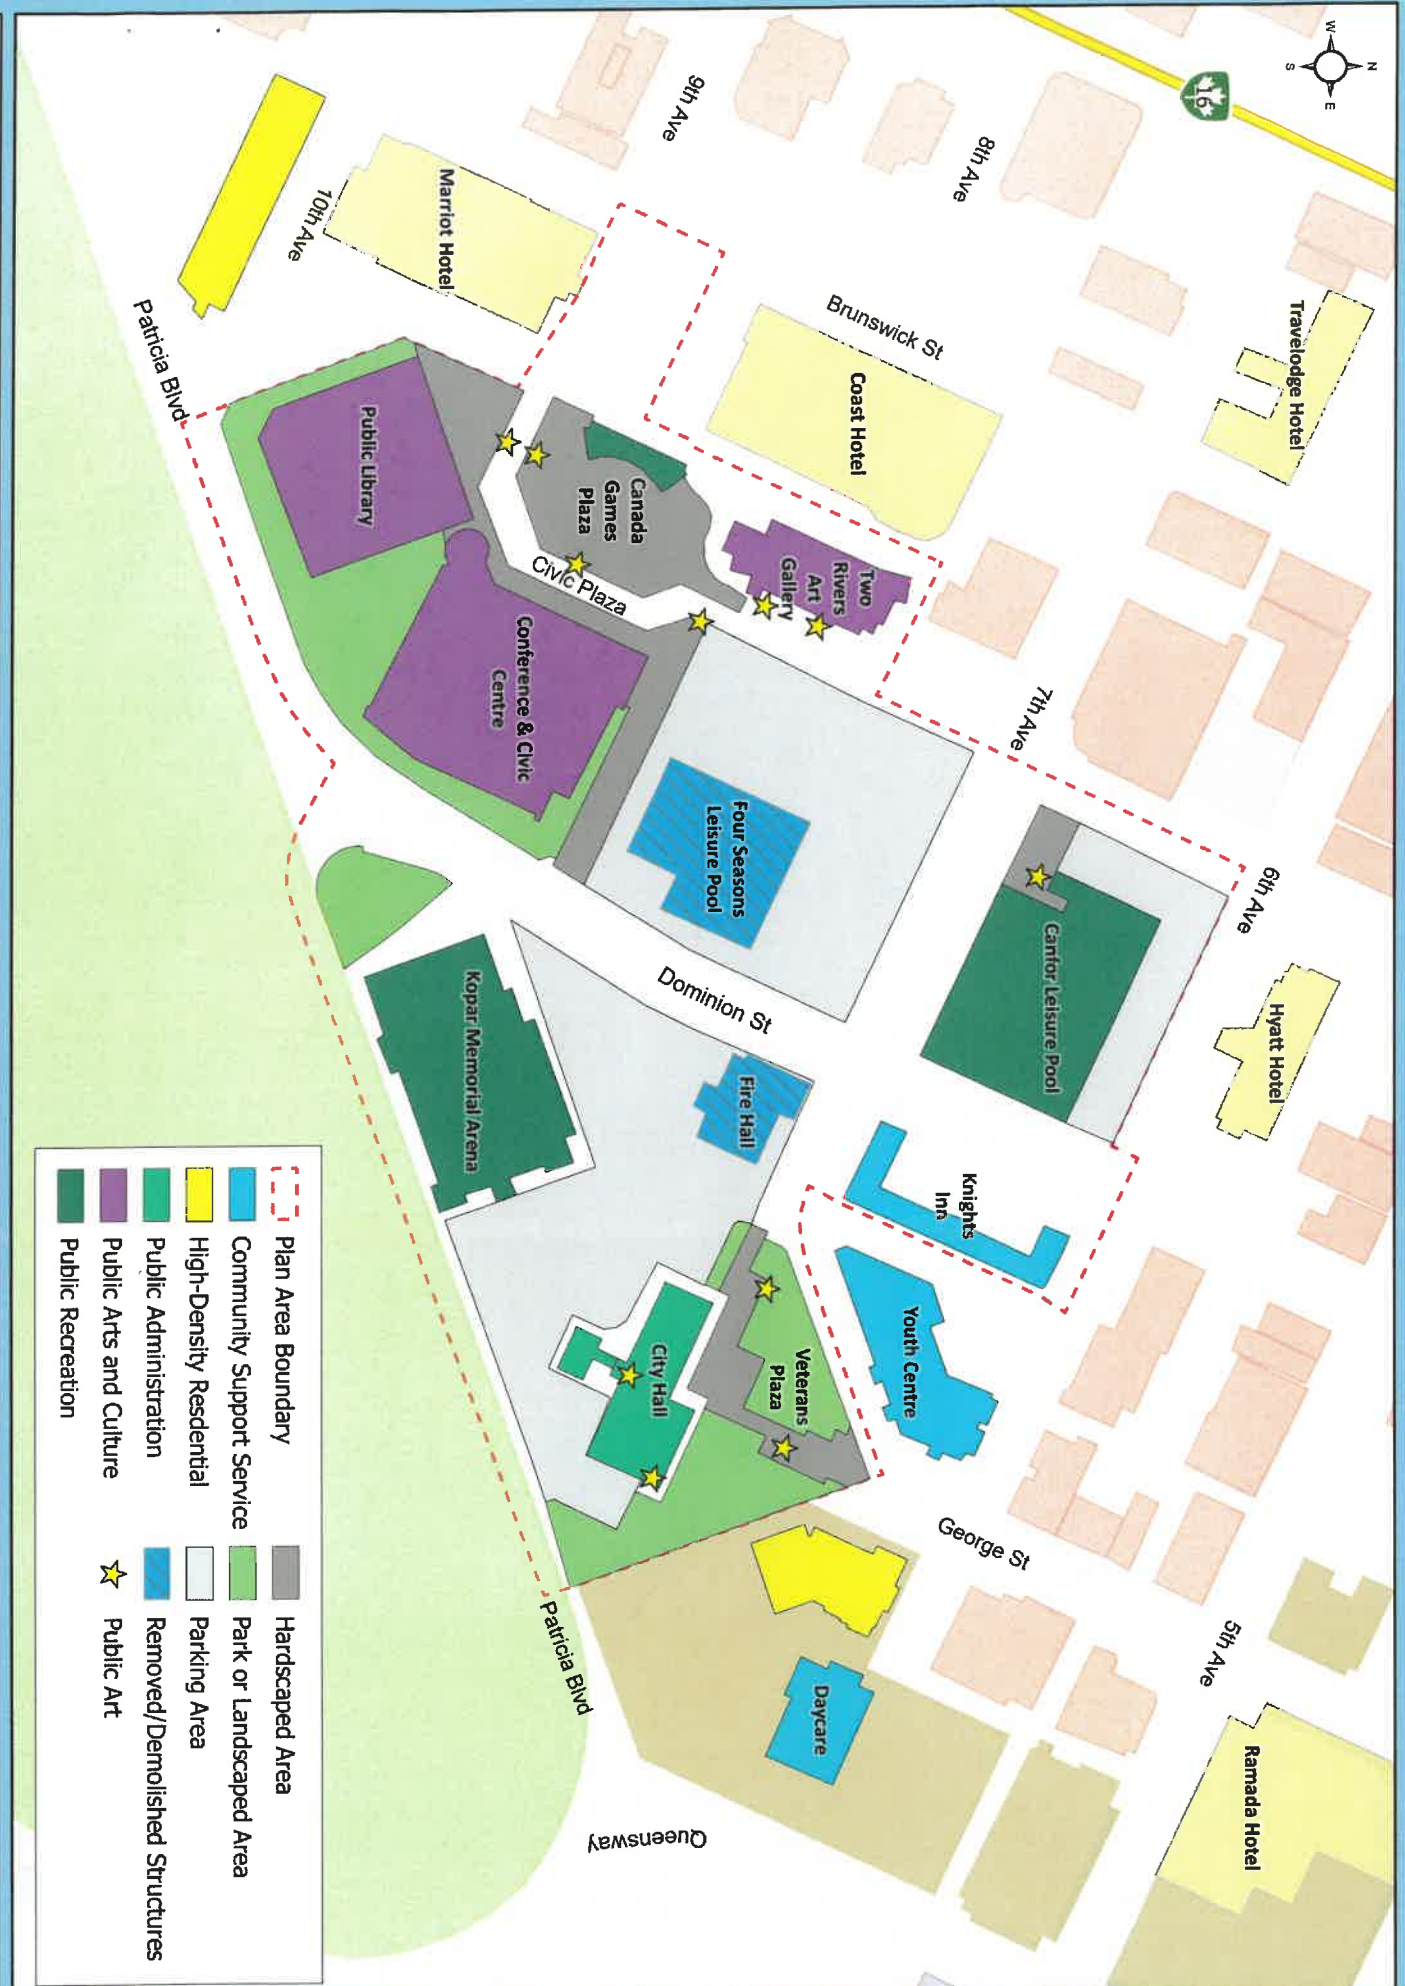 N
W
E
S
16
Travelodge Hotel
Hyatt Hotel
Ramada Hotel
8th Ave
9th Ave
10th Ave
7th Ave
6th Ave
5th Ave
Brunswick St
Coast Hotel
Marriot Hotel
Two
Rivers
Art
Gallery
Canada
Games
Plaza
Civic Plaza
Public Library
Conference & Civic
Centre
Patricia Blvd
Four Seasons
Leisure Pool
Canfor Leisure Pool
Dominion St
Knights
Inn
Fire Hall
Kopar Memorial Arena
Youth Centre
Veterans
Plaza
City Hall
George St
Daycare
Patricia Blvd
Queensway
Plan Area Boundary
Community Support Service
High-Density Resdential
Public Administration
Public Arts and Culture
Public Recreation
Hardscaped Area
Park or Landscaped Area
Parking Area
Removed/Demolished Structures
Public Art